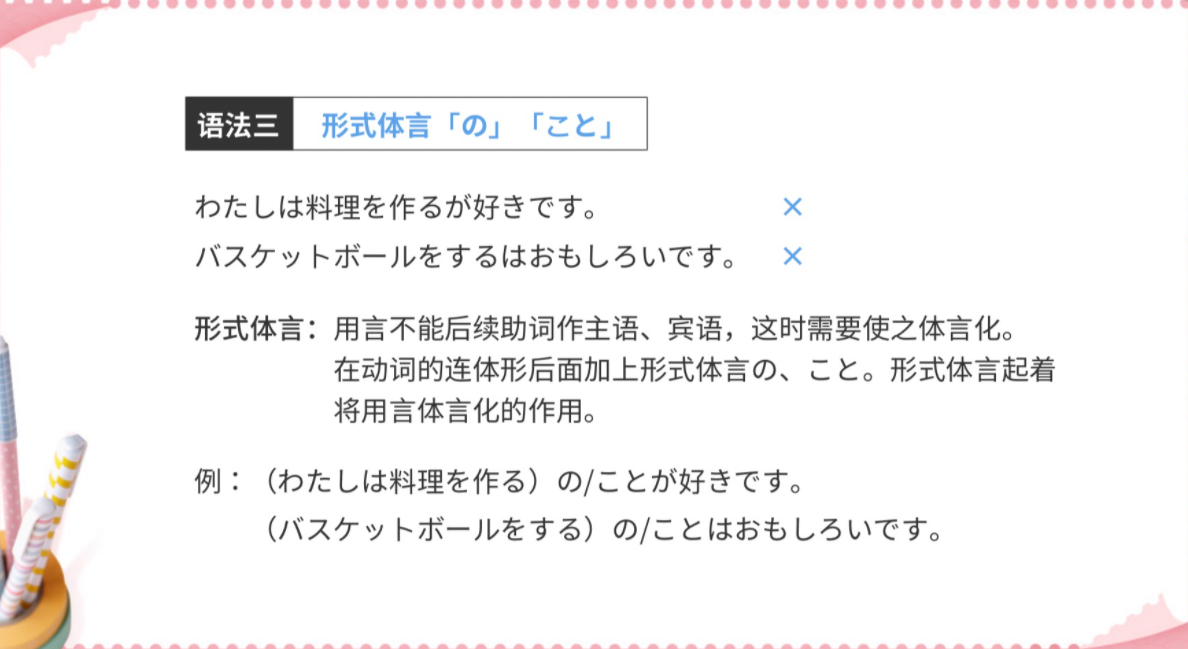 语法三 形式体言「の」「こと」
わたしは料理を作るが好きです。 ×
バスケットボールをするはおもしろいです。 ×
形式体言：用言不能后续助词作主语、宾语，这时需要使之体言化。
在动词的连体形后面加上形式体言の、こと。形式体言起着
将用言体言化的作用。
例：（わたしは料理を作る）の/ことが好きです。
（バスケットボールをする）の/ことはおもしろいです。